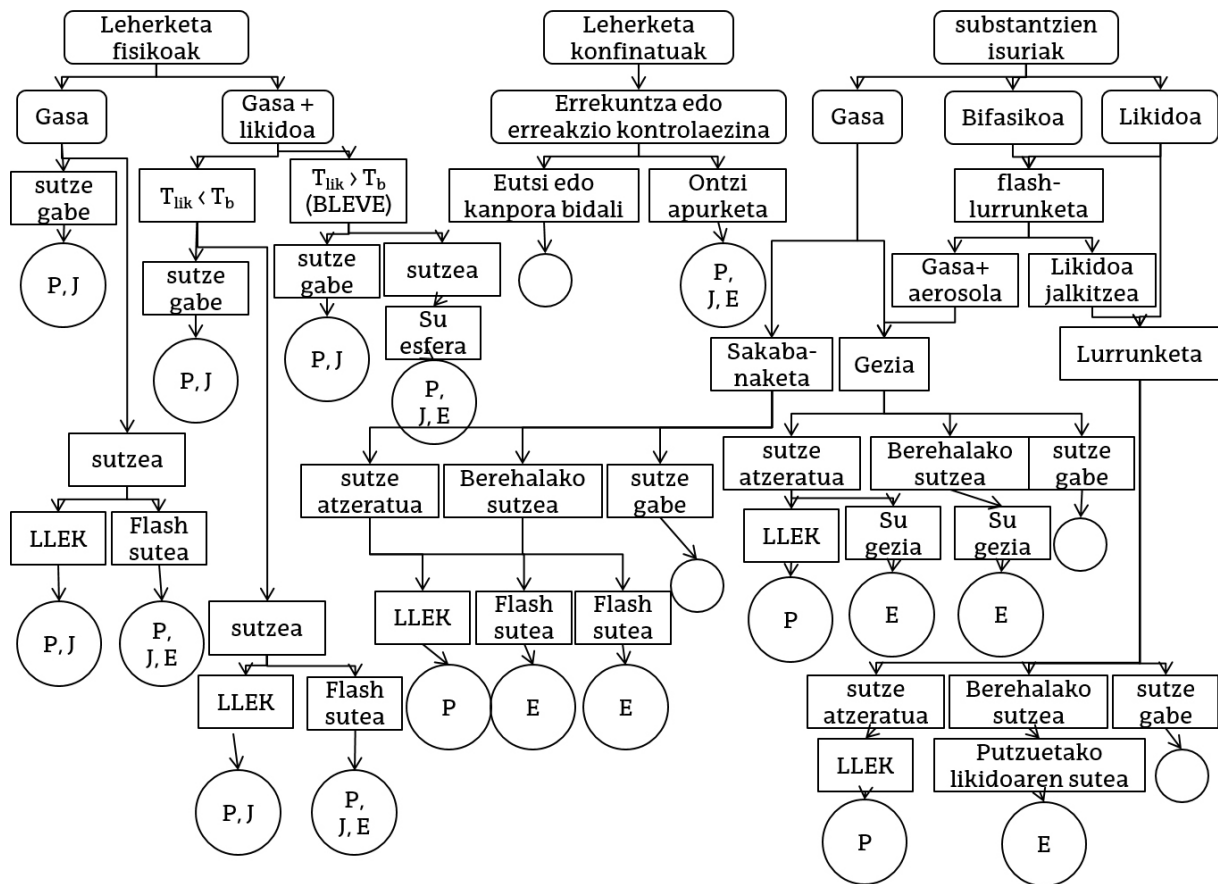 Leherketa
fisikoak
Leherketa
konfinatuak
substantzien
isuriak
Gasa
Gasa +
likidoa
Errekuntza edo
erreakzio kontrolaezina
Gasa
Bifasikoa
Likidoa
sutze
gabe
T_lik < T_b
T_lik > T_b
(BLEVE)
Eutsi edo
kanpora bidali
Ontzi
apurketa
flash-
lurrunketa
P, J
sutze
gabe
sutze
gabe
sutzea
P,
J, E
Gasa+
aerosola
Likidoa
jalkitzea
P, J
P, J
Su
esfera
P,
J, E
Sakaba-
naketa
Gezia
Lurrunketa
sutzea
sutze
atzeratua
Berehalako
sutzea
sutze
gabe
sutze
atzeratua
Berehalako
sutzea
sutze
gabe
LLEK
Flash
sutea
LLEK
Su
gezia
Su
gezia
P, J
P,
J, E
sutzea
LLEK
Flash
sutea
Flash
sutea
P
E
E
LLEK
Flash
sutea
P
E
E
sutze
atzeratua
Berehalako
sutzea
sutze
gabe
P, J
P,
J, E
LLEK
Putzuetako
likidoaren sutea
P
E